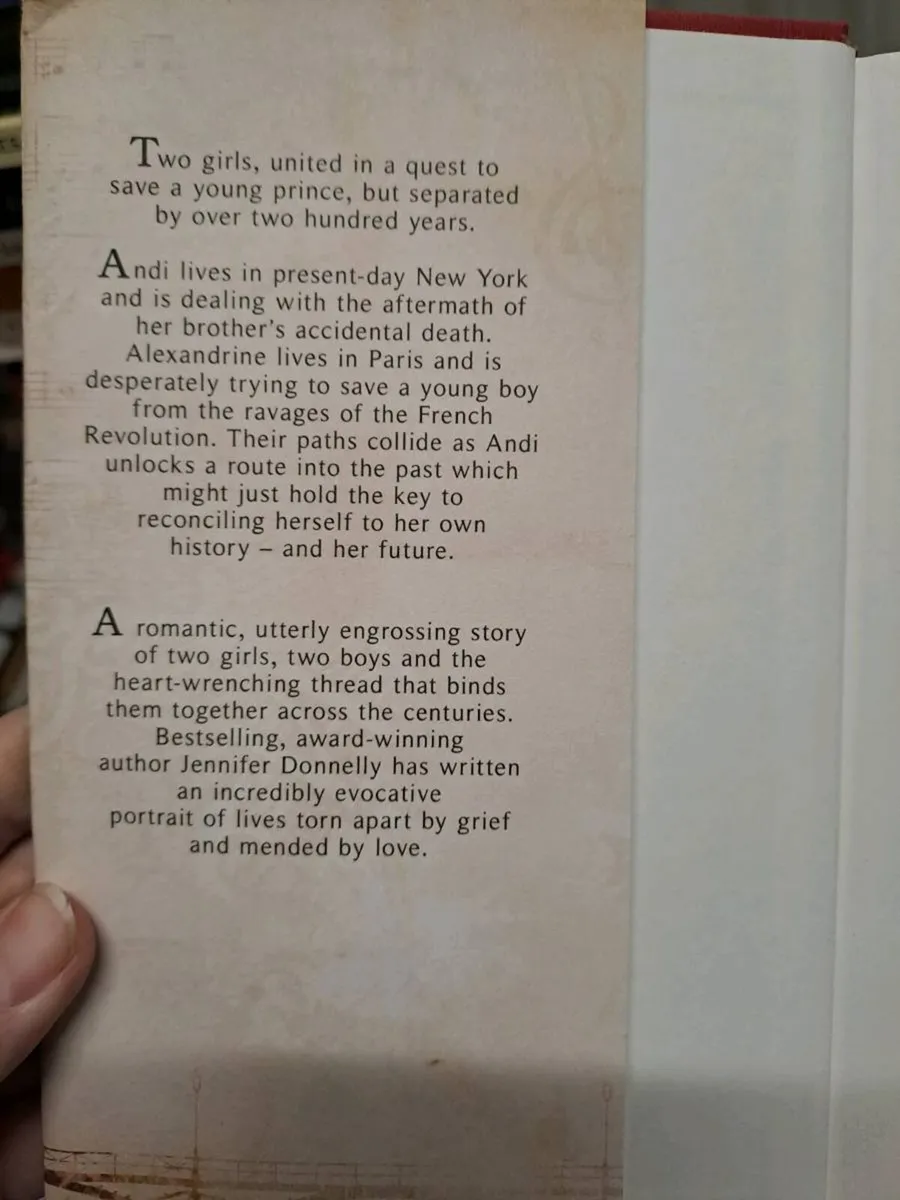 Two girls, united in a quest to
save a young prince, but separated
by over two hundred years.
Andi lives in present-day New York
and is dealing with the aftermath of
her brother's accidental death.
Alexandrine lives in Paris and is
desperately trying to save a young boy
from the ravages of the French
Revolution. Their paths collide as Andi
unlocks a route into the past which
might just hold the key to
reconciling herself to her own
history – and her future.
A romantic, utterly engrossing story
of two girls, two boys and the
heart-wrenching thread that binds
them together across the centuries.
Bestselling, award-winning
author Jennifer Donnelly has written
an incredibly evocative
portrait of lives torn apart by grief
and mended by love.